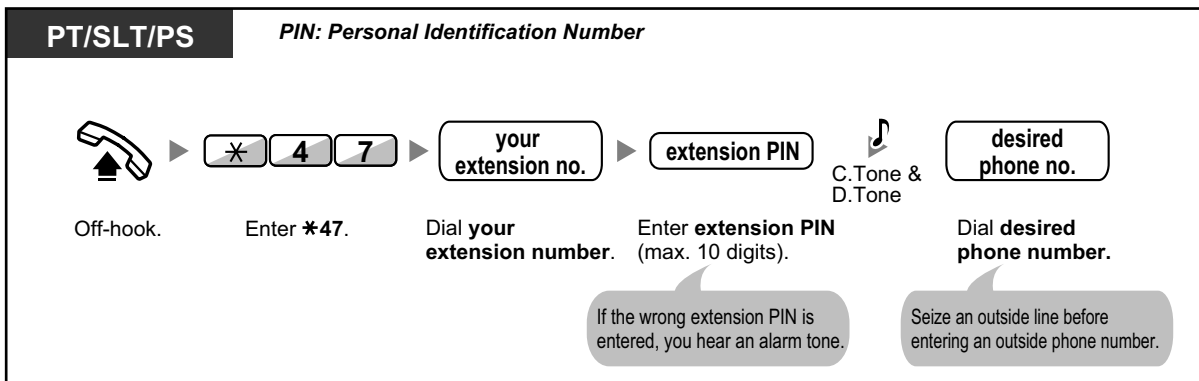 PT/SLT/PS
PIN: Personal Identification Number
* 4 7
your
extension no.
extension PIN
C.Tone &
D.Tone
desired
phone no.
Off-hook.
Enter *47.
Dial your
extension number.
Enter extension PIN
(max. 10 digits).
Dial desired
phone number.
If the wrong extension PIN is
entered, you hear an alarm tone.
Seize an outside line before
entering an outside phone number.